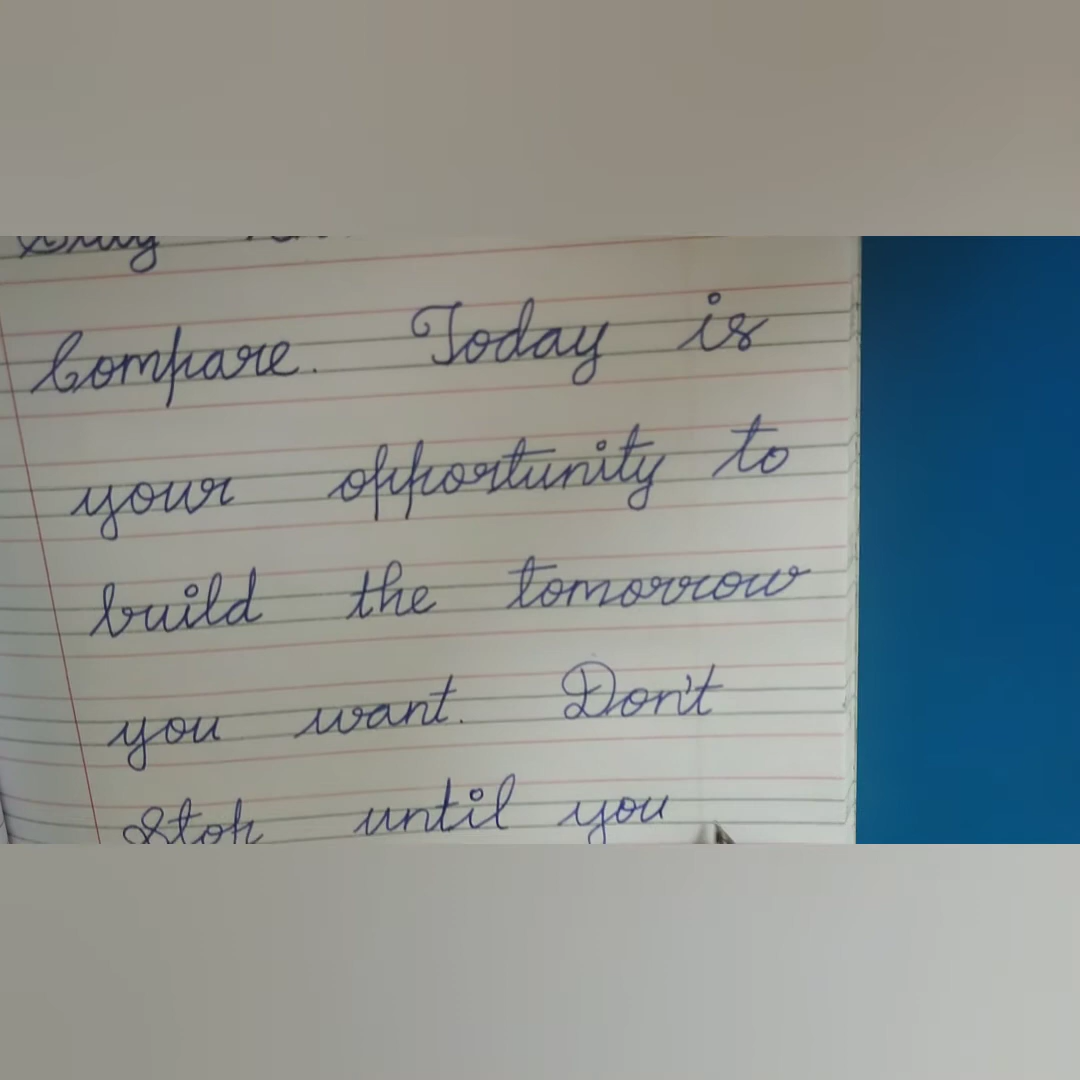 Compare. Today is
your opportunity to
build the tomorrow
you want. Don't
Stop until you